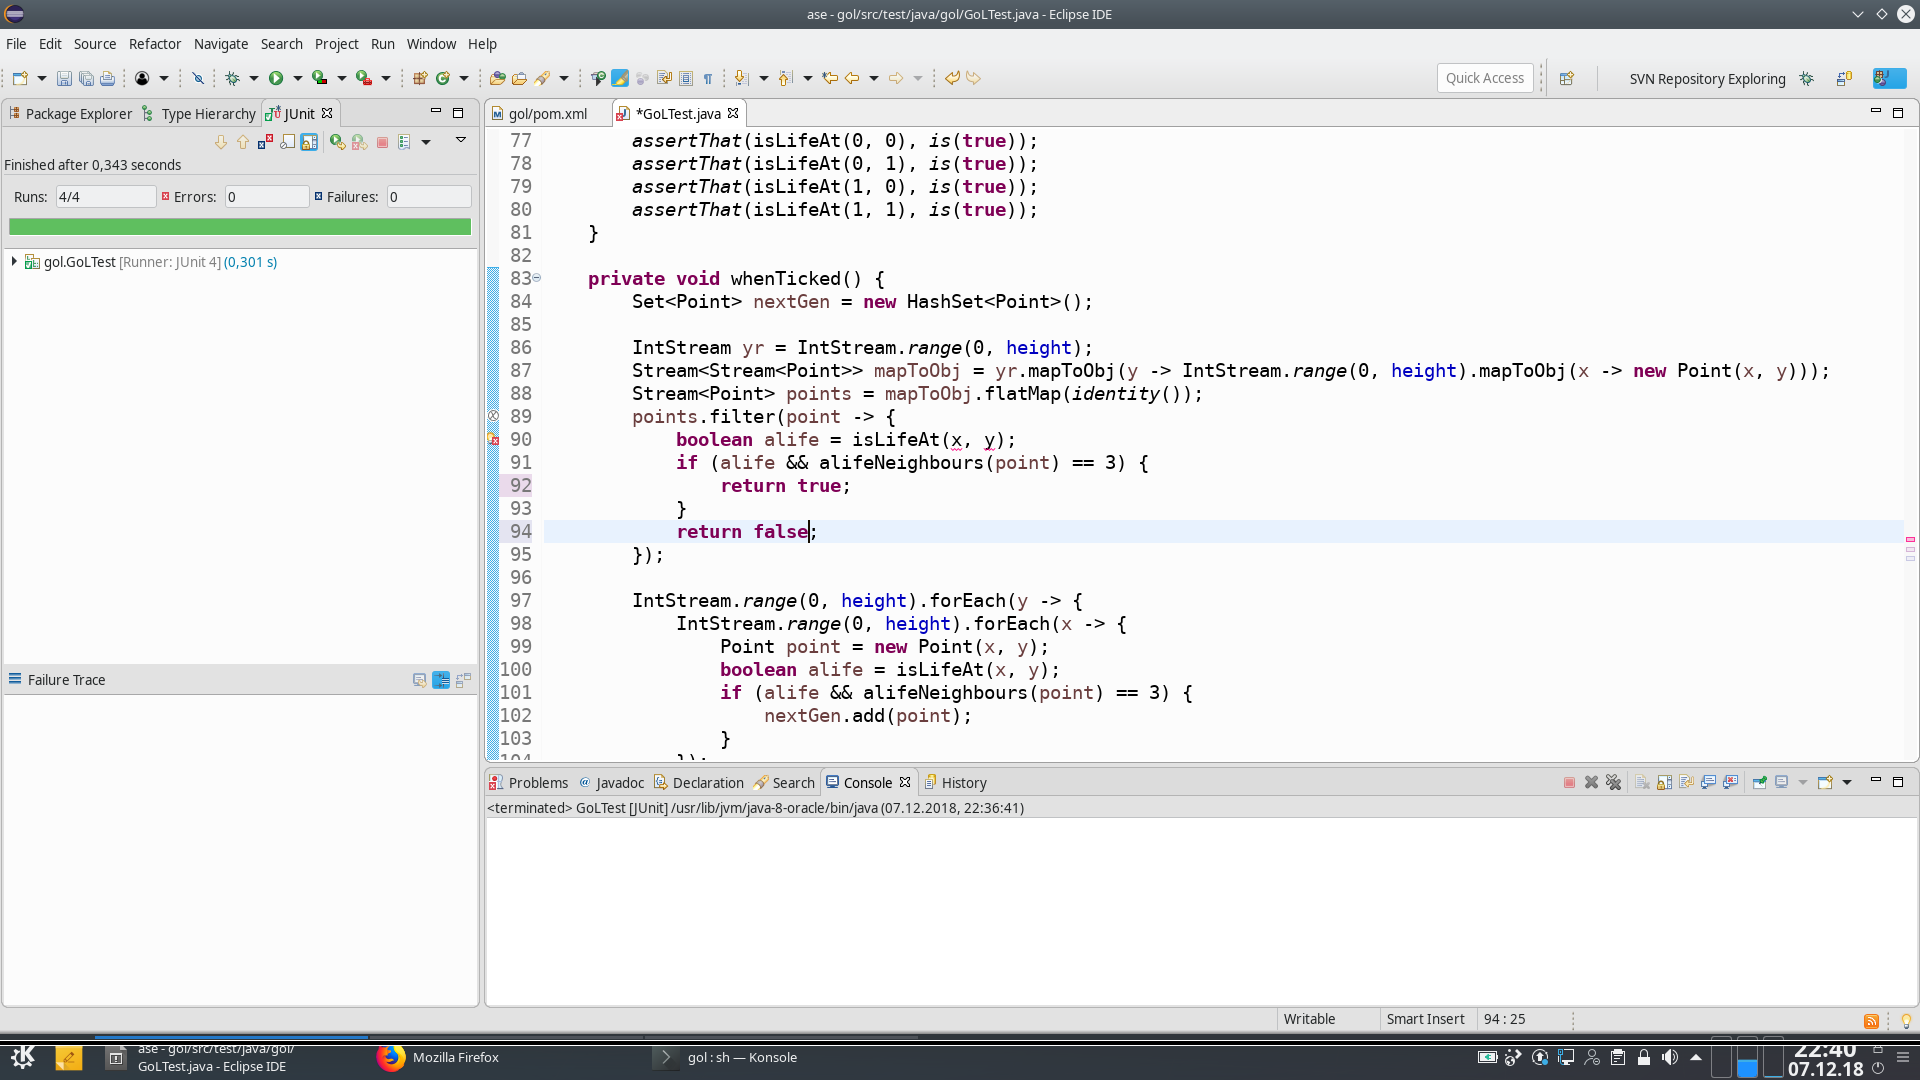 ase - gol/src/test/java/gol/GoLTest.java - Eclipse IDE
File Edit Source Refactor Navigate Search Project Run Window Help
Quick Access
SVN Repository Exploring
Package Explorer Type Hierarchy JUnit
gol/pom.xml *GoLTest.java
Finished after 0,343 seconds
Runs: 4/4 Errors: 0 Failures: 0
gol.GoLTest [Runner: JUnit 4] (0,301 s)
Failure Trace
77 assertThat(isLifeAt(0, 0), is(true));
78 assertThat(isLifeAt(0, 1), is(true));
79 assertThat(isLifeAt(1, 0), is(true));
80 assertThat(isLifeAt(1, 1), is(true));
81 }
82
83 private void whenTicked() {
84 Set<Point> nextGen = new HashSet<Point>();
85
86 IntStream yr = IntStream.range(0, height);
87 Stream<Stream<Point>> mapToObj = yr.mapToObj(y -> IntStream.range(0, height).mapToObj(x -> new Point(x, y)));
88 Stream<Point> points = mapToObj.flatMap(identity());
89 points.filter(point -> {
90 boolean alife = isLifeAt(x, y);
91 if (alife && alifeNeighbours(point) == 3) {
92 return true;
93 }
94 return false;
95 });
96
97 IntStream.range(0, height).forEach(y -> {
98 IntStream.range(0, height).forEach(x -> {
99 Point point = new Point(x, y);
100 boolean alife = isLifeAt(x, y);
101 if (alife && alifeNeighbours(point) == 3) {
102 nextGen.add(point);
103 }
104 });
Problems Javadoc Declaration Search Console History
<terminated> GoLTest [JUnit] /usr/lib/jvm/java-8-oracle/bin/java (07.12.2018, 22:36:41)
Writable Smart Insert 94 : 25
ase - gol/src/test/java/gol/
GoLTest.java - Eclipse IDE
Mozilla Firefox
gol : sh — Konsole
22:40
07.12.18